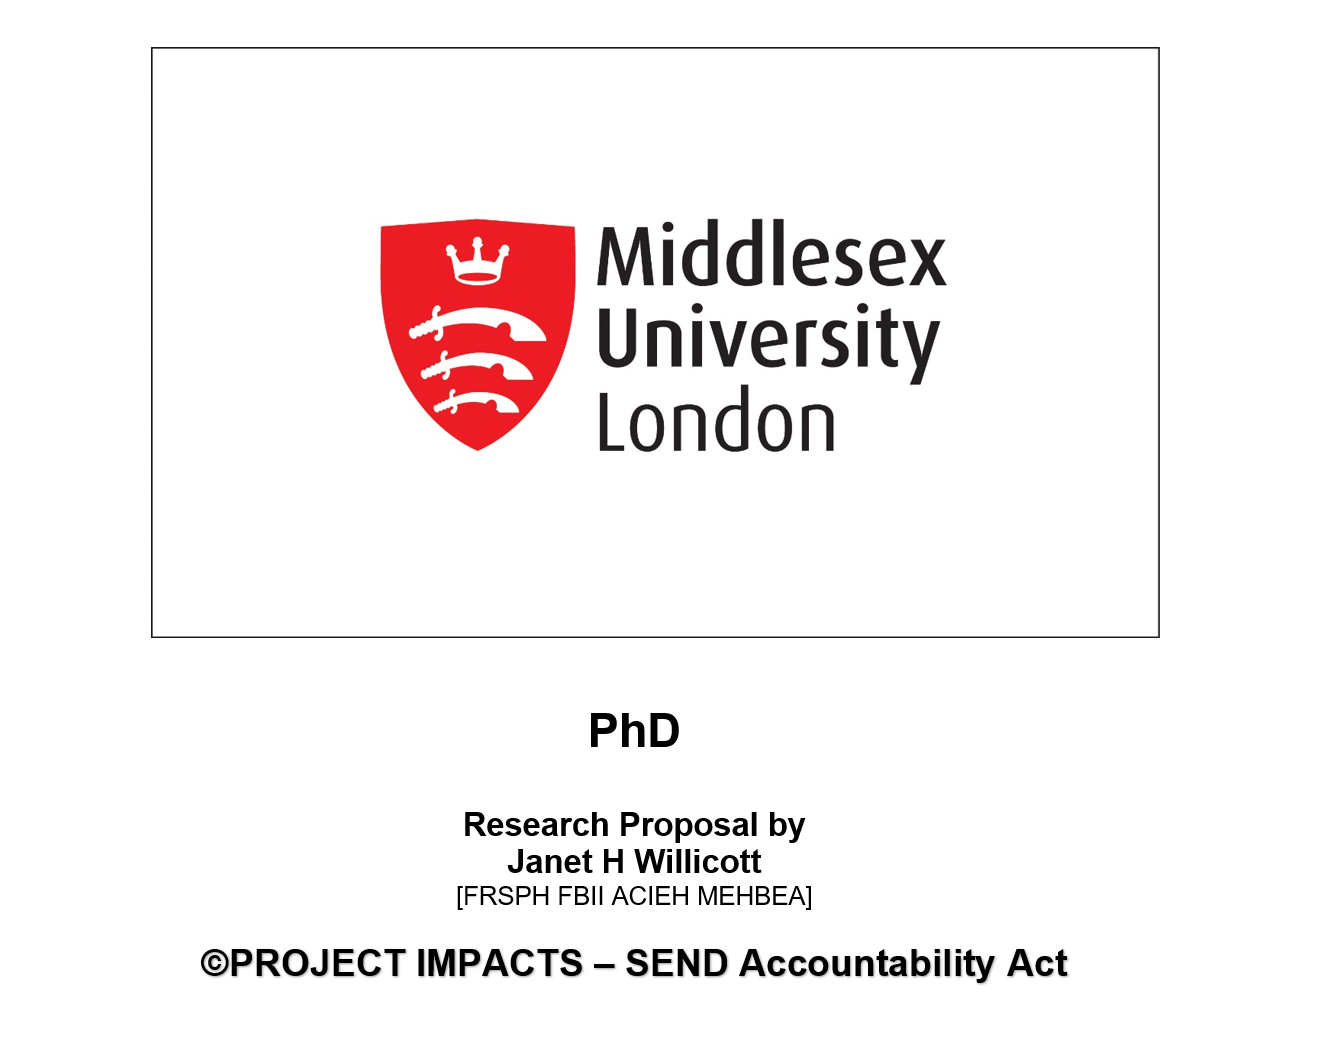 Middlesex
University
London
PhD
Research Proposal by
Janet H Willicott
[FRSPH FBII ACIEH MEHBEA]
©PROJECT IMPACTS – SEND Accountability Act